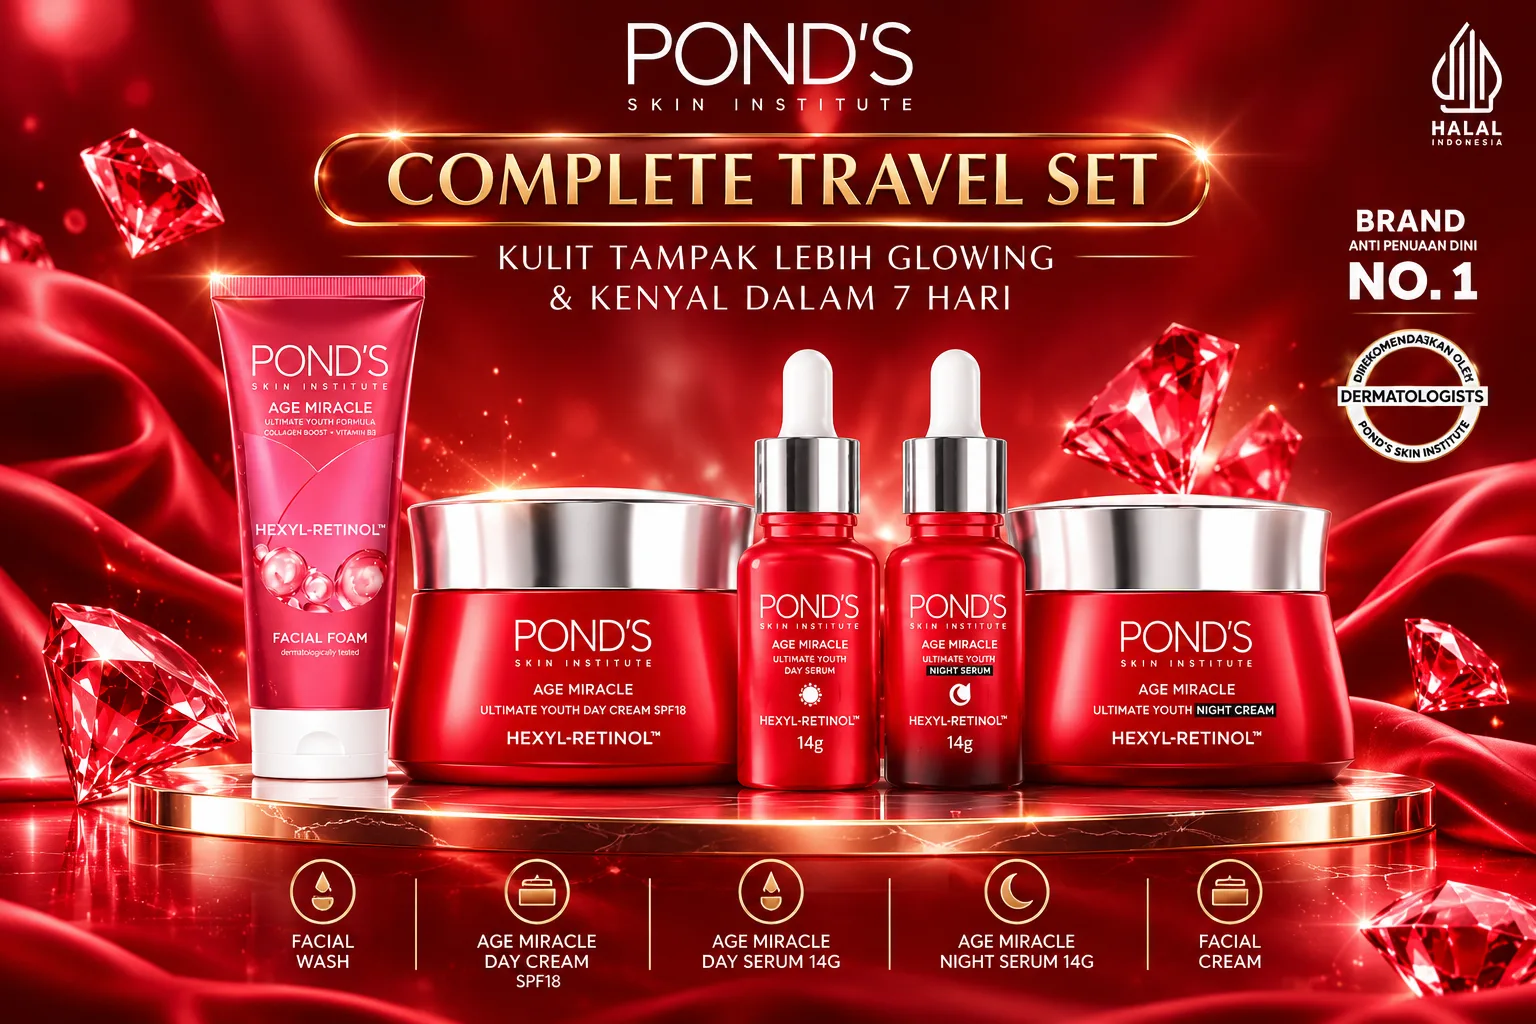 POND'S
SKIN INSTITUTE
COMPLETE TRAVEL SET
KULIT TAMPAK LEBIH GLOWING
& KENYAL DALAM 7 HARI
HALAL
INDONESIA
BRAND
ANTI PENUAAN DINI
NO. 1
DIREKOMENDASIKAN OLEH
DERMATOLOGISTS
POND'S SKIN INSTITUTE
POND'S
SKIN INSTITUTE
AGE MIRACLE
ULTIMATE YOUTH FORMULA
COLLAGEN BOOST + VITAMIN B3
HEXYL-RETINOL™
FACIAL FOAM
dermatologically tested
POND'S
SKIN INSTITUTE
AGE MIRACLE
ULTIMATE YOUTH DAY CREAM SPF18
HEXYL-RETINOL™
POND'S
SKIN INSTITUTE
AGE MIRACLE
ULTIMATE YOUTH
DAY SERUM
HEXYL-RETINOL™
14g
POND'S
SKIN INSTITUTE
AGE MIRACLE
ULTIMATE YOUTH
NIGHT SERUM
HEXYL-RETINOL™
14g
POND'S
SKIN INSTITUTE
AGE MIRACLE
ULTIMATE YOUTH NIGHT CREAM
HEXYL-RETINOL™
FACIAL
WASH
AGE MIRACLE
DAY CREAM
SPF18
AGE MIRACLE
DAY SERUM 14G
AGE MIRACLE
NIGHT SERUM 14G
FACIAL
CREAM